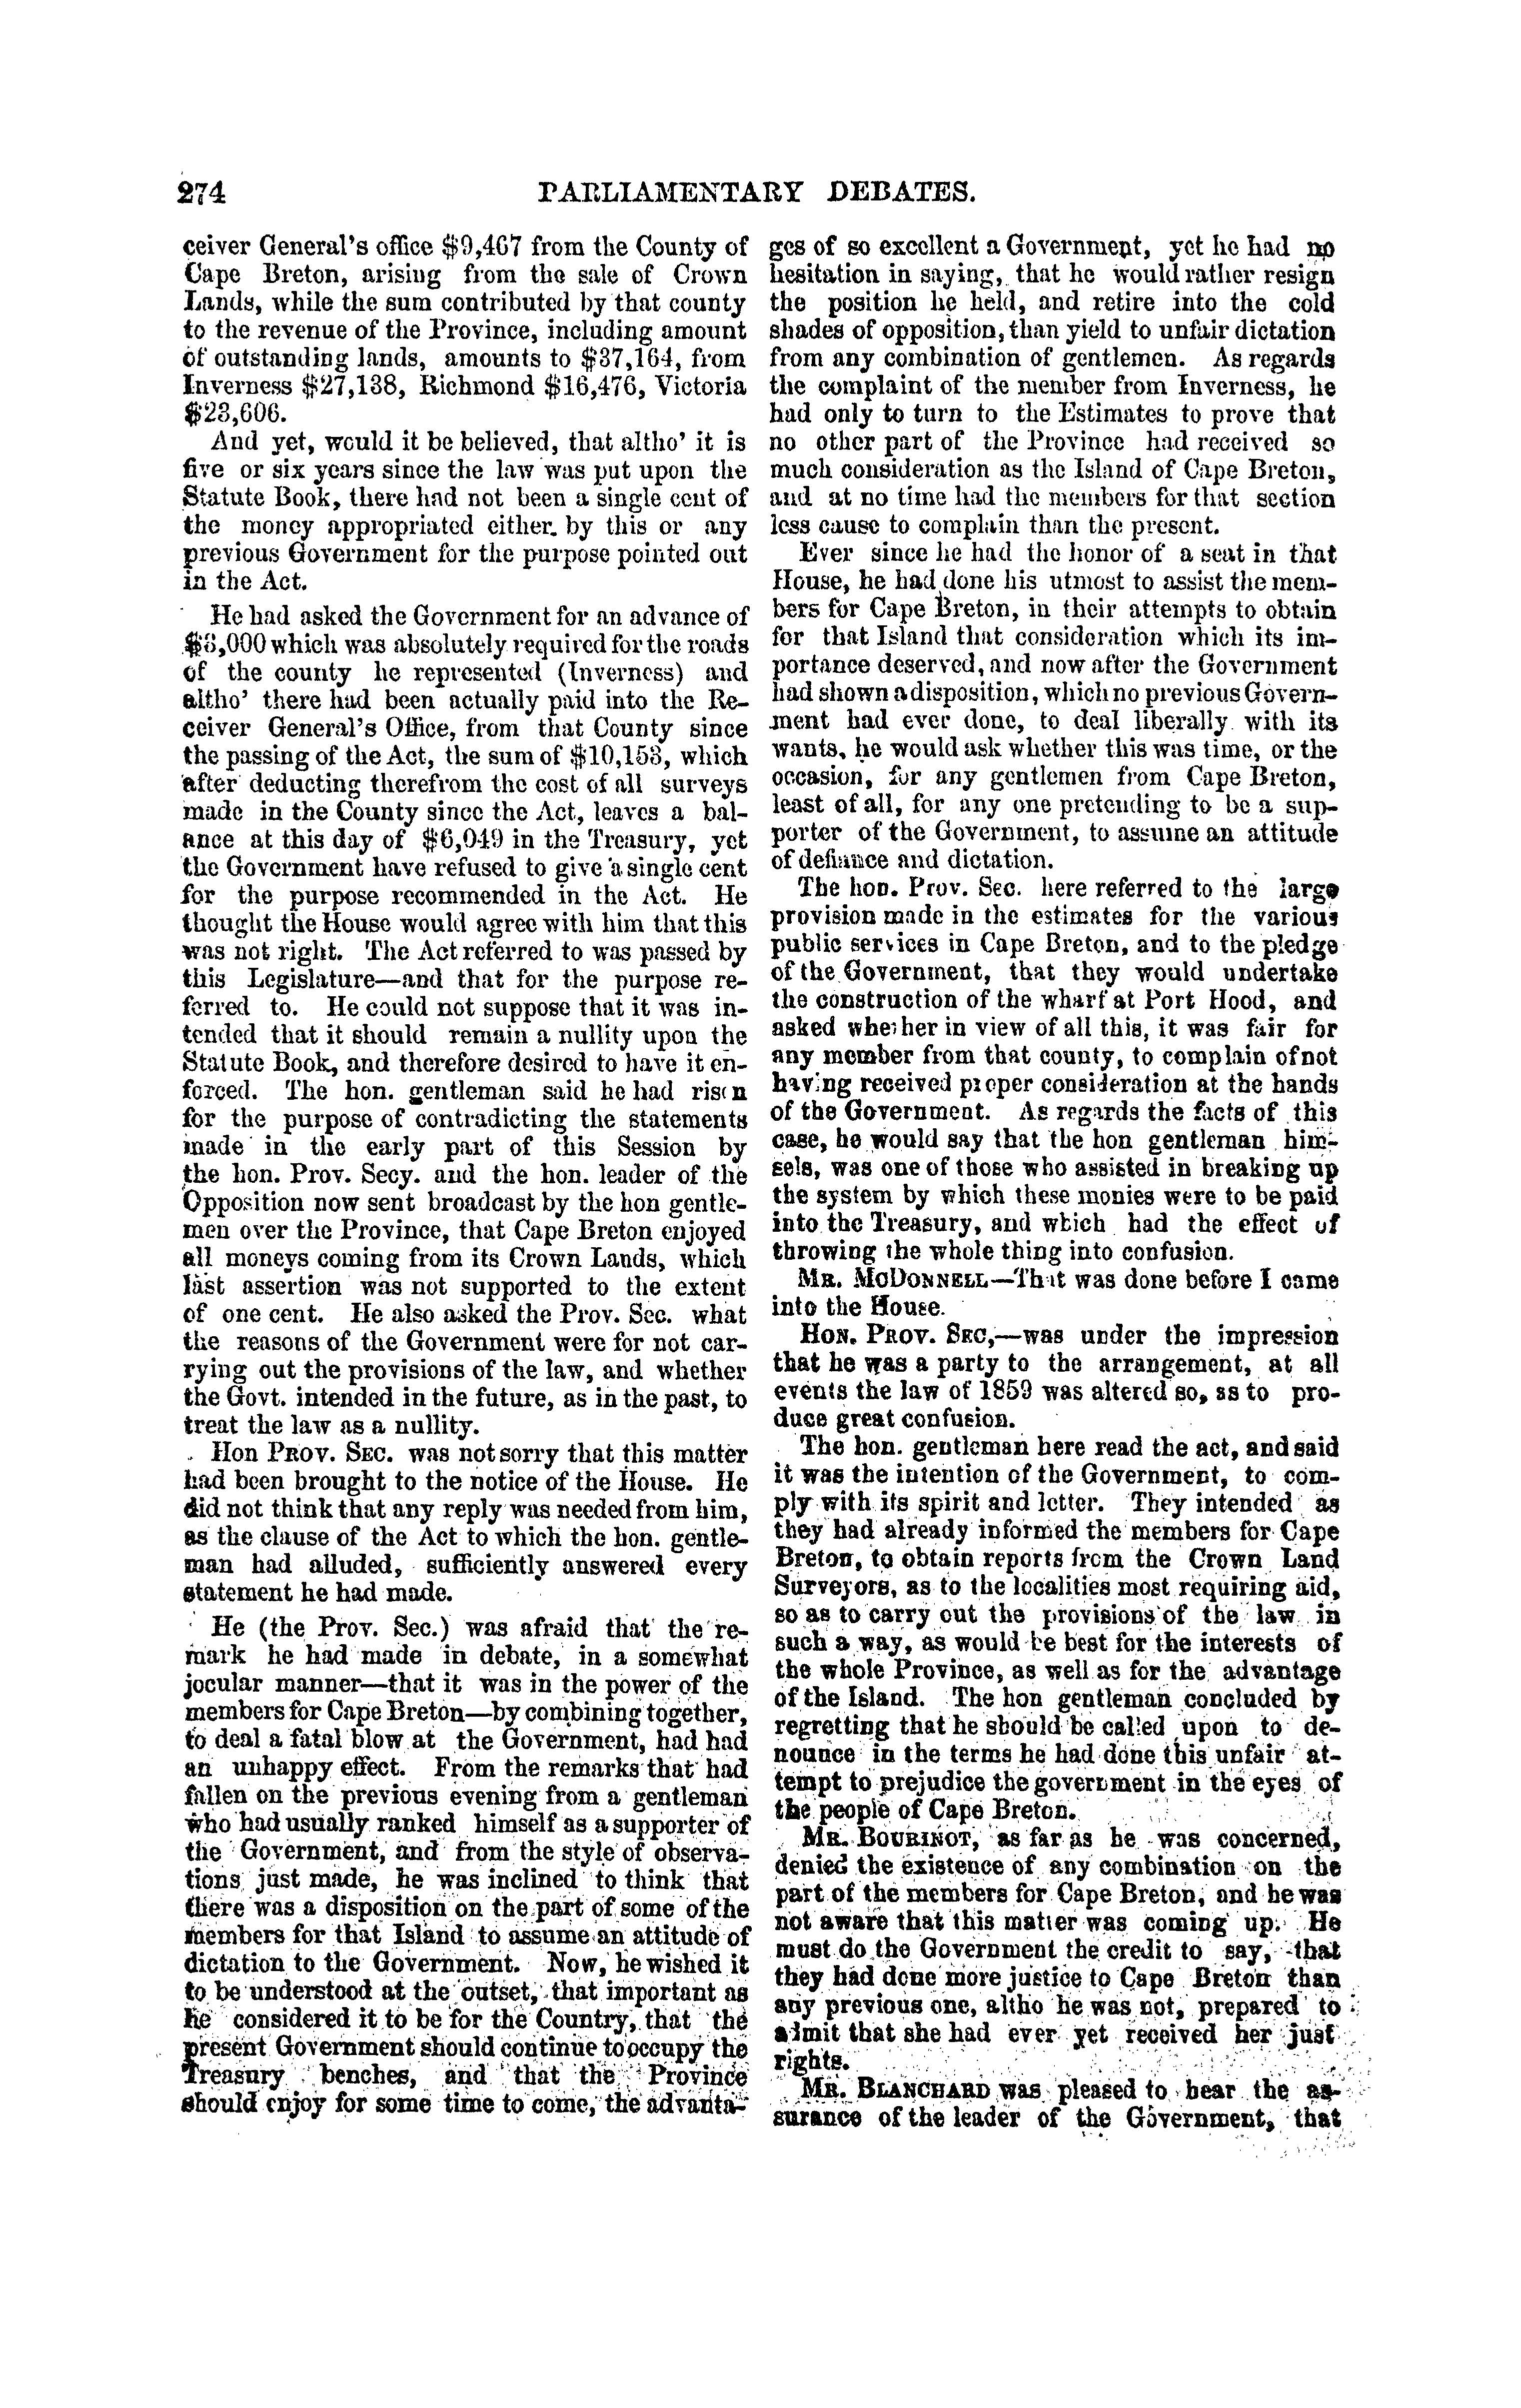 274
PARLIAMENTARY DEBATES.
ceiver General's office $9,467 from the County of
Cape Breton, arising from the sale of Crown
Lands, while the sum contributed by that county
to the revenue of the Province, including amount
of outstanding lands, amounts to $37,164, from
Inverness $27,138, Richmond $16,476, Victoria
$23,606.
And yet, would it be believed, that altho' it is
five or six years since the law was put upon the
Statute Book, there had not been a single cent of
the money appropriated either. by this or any
previous Government for the purpose pointed out
in the Act.
He had asked the Government for an advance of
which was absolutely required for the roads
of the county he represented (Inverness) and
altho' there had been actually paid into the Re-
ceiver General's Office, from that County since
the passing of the Act, the sum of $10,153, which
after deducting therefrom the cost of all surveys
made in the County since the Act, leaves a bal-
ance at this day of $6,049 in the Treasury, yet
the Government have refused to give a single cent
for the purpose recommended in the Act. He
thought the House would agree with him that this
was not right. The Act referred to was passed by
this Legislature—and that for the purpose re-
ferred to. He could not suppose that it was in-
tended that it should remain a nullity upon the
Statute Book, and therefore desired to have it en-
forced. The hon. gentleman said he had risen
for the purpose of contradicting the statements
made in the early part of this Session by
the hon. Prov. Secy. and the hon. leader of the
Opposition now sent broadcast by the hon gentle-
men over the Province, that Cape Breton enjoyed
all moneys coming from its Crown Lands, which
last assertion was not supported to the extent
of one cent. He also asked the Prov. Sec. what
the reasons of the Government were for not car-
rying out the provisions of the law, and whether
the Govt. intended in the future, as in the past, to
treat the law as a nullity.
Hon PROV. SEC. was not sorry that this matter
had been brought to the notice of the House. He
did not think that any reply was needed from him,
as the clause of the Act to which the hon. gentle-
man had alluded, sufficiently answered every
statement he had made.
He (the Prov. Sec.) was afraid that the re-
mark he had made in debate, in a somewhat
jocular manner—that it was in the power of the
members for Cape Breton—by combining together,
to deal a fatal blow at the Government, had had
an unhappy effect. From the remarks that had
fallen on the previous evening from a gentleman
who had usually ranked himself as a supporter of
the Government, and from the style of observa-
tions just made, he was inclined to think that
there was a disposition on the part of some of the
members for that Island to assume an attitude of
dictation to the Government. Now, he wished it
to be understood at the outset, that important as
he considered it to be for the Country, that the
present Government should continue to occupy the
Treasury benches, and that the Province
should enjoy for some time to come, the advanta-
ges of so excellent a Government, yet he had no
hesitation in saying, that he would rather resign
the position he held, and retire into the cold
shades of opposition, than yield to unfair dictation
from any combination of gentlemen. As regards
the complaint of the member from Inverness, he
had only to turn to the Estimates to prove that
no other part of the Province had received so
much consideration as the Island of Cape Breton,
and at no time had the members for that section
less cause to complain than the present.
Ever since he had the honor of a seat in that
House, he had done his utmost to assist the mem-
bers for Cape Breton, in their attempts to obtain
for that Island that consideration which its im-
portance deserved, and now after the Government
had shown a disposition, which no previous Govern-
ment had ever done, to deal liberally with its
wants, he would ask whether this was time, or the
occasion, for any gentlemen from Cape Breton,
least of all, for any one pretending to be a sup-
porter of the Government, to assume an attitude
of defiance and dictation.
The hon. Prov. Sec. here referred to the large
provision made in the estimates for the various
public services in Cape Breton, and to the pledge
of the Government, that they would undertake
the construction of the wharf at Port Hood, and
asked whether in view of all this, it was fair for
any member from that county, to complain of not
having received proper consideration at the hands
of the Government. As regards the facts of this
case, he would say that the hon gentleman him-
sels, was one of those who assisted in breaking up
the system by which these monies were to be paid
into the Treasury, and which had the effect of
throwing the whole thing into confusion.
MR. MCDONNELL—That was done before I came
into the House.
HON. PROV. SEC,—was under the impression
that he was a party to the arrangement, at all
events the law of 1859 was altered so, as to pro-
duce great confusion.
The hon. gentleman here read the act, and said
it was the intention of the Government, to com-
ply with its spirit and letter. They intended as
they had already informed the members for Cape
Breton, to obtain reports from the Crown Land
Surveyors, as to the localities most requiring aid,
so as to carry out the provisions of the law in
such a way, as would be best for the interests of
the whole Province, as well as for the advantage
of the Island. The hon gentleman concluded by
regretting that he should be called upon to de-
nounce in the terms he had done this unfair at-
tempt to prejudice the government in the eyes of
the people of Cape Breton.
MR. BOURINOT, as far as he was concerned,
denied the existence of any combination on the
part of the members for Cape Breton, and he was
not aware that this matter was coming up. He
must do the Government the credit to say, that
they had done more justice to Cape Breton than
any previous one, altho he was not, prepared to
admit that she had ever yet received her just
rights.
MR. BLANCHARD was pleased to hear the as-
surance of the leader of the Government, that